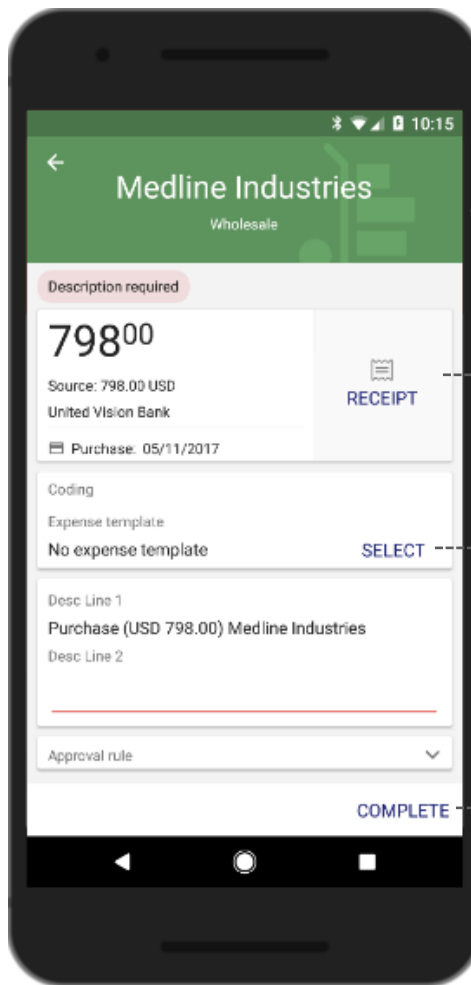 10:15
Medline Industries
Wholesale
Description required
798⁰⁰
Source: 798.00 USD
United Vision Bank
RECEIPT
Purchase: 05/11/2017
Coding
Expense template
No expense template
SELECT
Desc Line 1
Purchase (USD 798.00) Medline Industries
Desc Line 2
Approval rule
COMPLETE